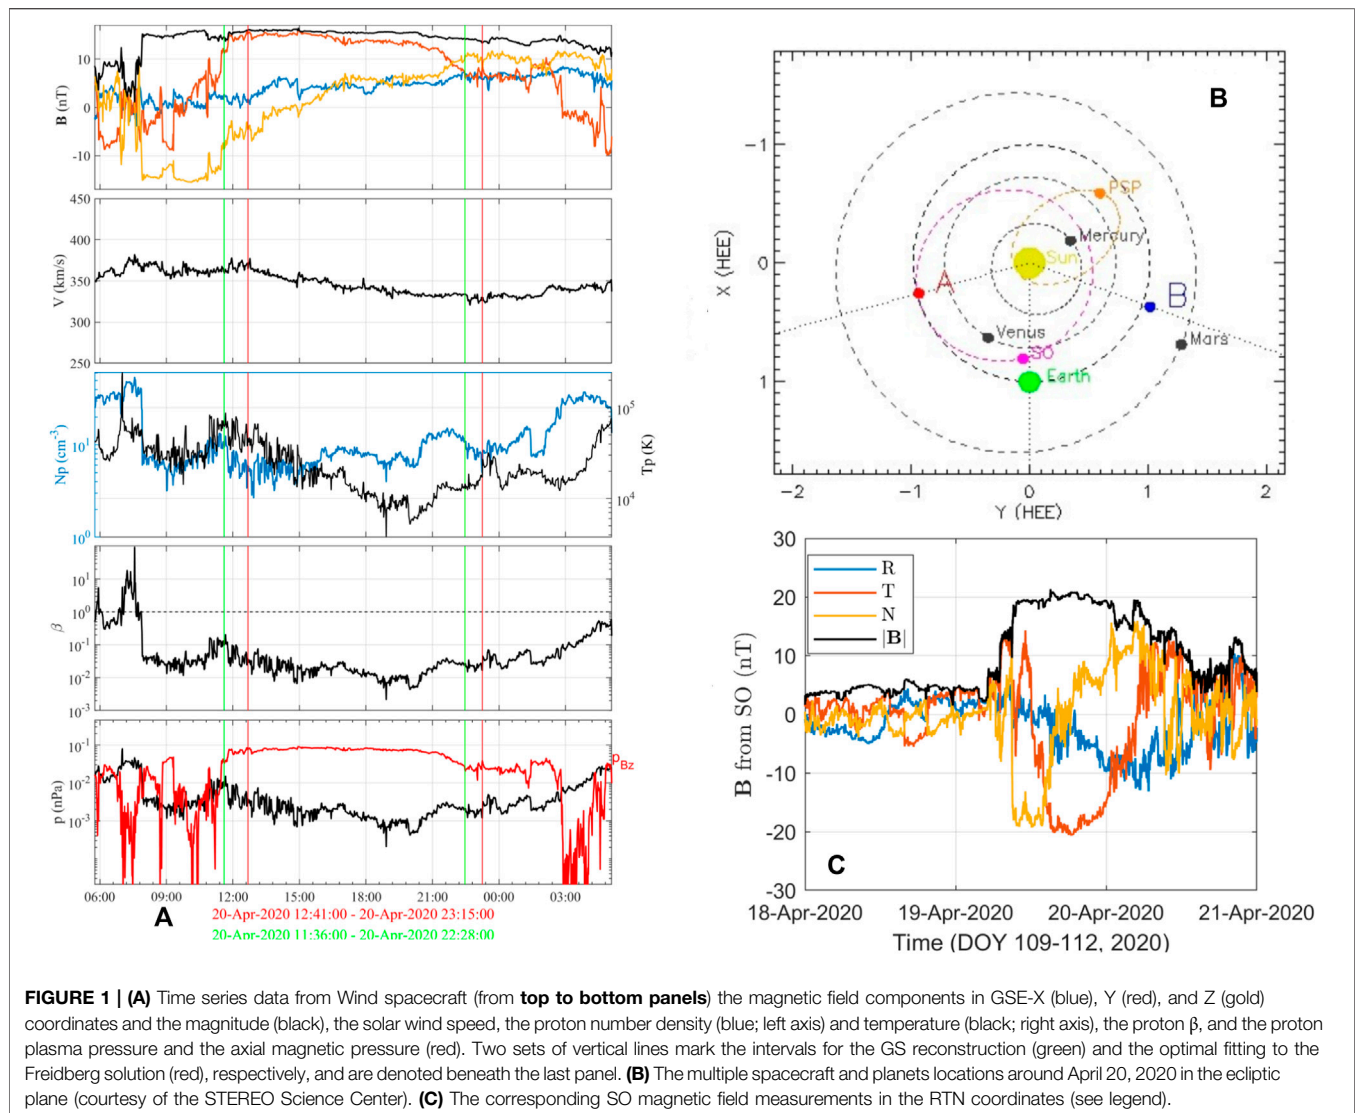 10
0
-10
B (nT)
450
400
350
300
250
V (km/s)
10^1
10^0
Np (cm^-3)
10^5
10^4
Tp (K)
10^1
10^0
10^-1
10^-2
10^-3
β
10^-1
10^-2
10^-3
p (nPa)
p_Bz
06:00 09:00 12:00 15:00 18:00 21:00 00:00 03:00
A
20-Apr-2020 12:41:00 - 20-Apr-2020 23:15:00
20-Apr-2020 11:36:00 - 20-Apr-2020 22:28:00
B
-1
0
1
X (HEE)
PSP
Mercury
Sun
A
B
Venus
Mars
SO
Earth
-2 -1 0 1 2
Y (HEE)
30
20
10
0
-10
-20
-30
B from SO (nT)
R
T
N
|B|
C
18-Apr-2020 19-Apr-2020 20-Apr-2020 21-Apr-2020
Time (DOY 109-112, 2020)
FIGURE 1 | (A) Time series data from Wind spacecraft (from top to bottom panels) the magnetic field components in GSE-X (blue), Y (red), and Z (gold)
coordinates and the magnitude (black), the solar wind speed, the proton number density (blue; left axis) and temperature (black; right axis), the proton β, and the proton
plasma pressure and the axial magnetic pressure (red). Two sets of vertical lines mark the intervals for the GS reconstruction (green) and the optimal fitting to the
Freidberg solution (red), respectively, and are denoted beneath the last panel. (B) The multiple spacecraft and planets locations around April 20, 2020 in the ecliptic
plane (courtesy of the STEREO Science Center). (C) The corresponding SO magnetic field measurements in the RTN coordinates (see legend).